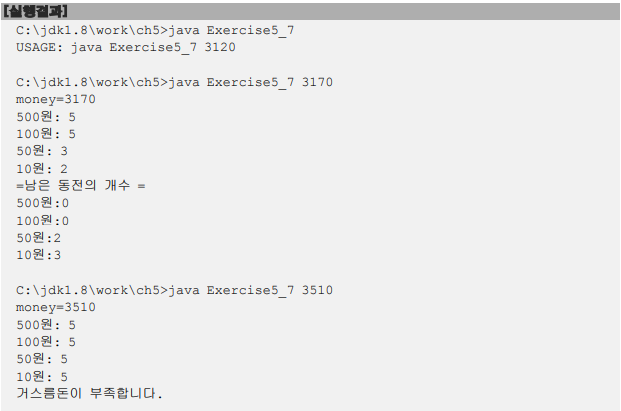 [실행결과]
C:\jdk1.8\work\ch5>java Exercise5_7
USAGE: java Exercise5_7 3120
C:\jdk1.8\work\ch5>java Exercise5_7 3170
money=3170
500원: 5
100원: 5
50원: 3
10원: 2
=남은 동전의 개수 =
500원:0
100원:0
50원:2
10원:3
C:\jdk1.8\work\ch5>java Exercise5_7 3510
money=3510
500원: 5
100원: 5
50원: 5
10원: 5
거스름돈이 부족합니다.